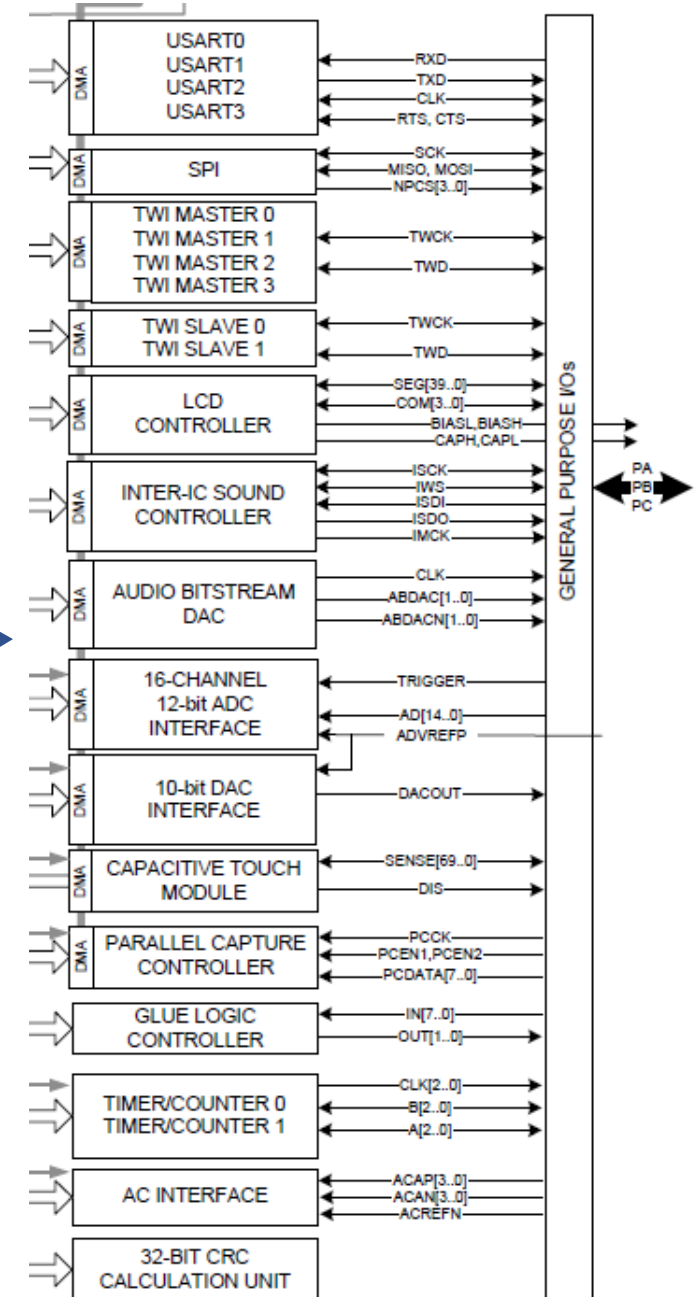 DMA
USART0
USART1
USART2
USART3
RXD
TXD
CLK
RTS, CTS
DMA
SPI
SCK
MISO, MOSI
NPCS[3..0]
DMA
TWI MASTER 0
TWI MASTER 1
TWI MASTER 2
TWI MASTER 3
TWCK
TWD
DMA
TWI SLAVE 0
TWI SLAVE 1
TWCK
TWD
DMA
LCD
CONTROLLER
SEG[39..0]
COM[3..0]
BIASL,BIASH
CAPH,CAPL
DMA
INTER-IC SOUND
CONTROLLER
ISCK
IWS
ISDI
ISDO
IMCK
DMA
AUDIO BITSTREAM
DAC
CLK
ABDAC[1..0]
ABDACN[1..0]
DMA
16-CHANNEL
12-bit ADC
INTERFACE
TRIGGER
AD[14..0]
ADVREFP
DMA
10-bit DAC
INTERFACE
DACOUT
DMA
CAPACITIVE TOUCH
MODULE
SENSE[69..0]
DIS
DMA
PARALLEL CAPTURE
CONTROLLER
PCCK
PCEN1,PCEN2
PCDATA[7..0]
GLUE LOGIC
CONTROLLER
IN[7..0]
OUT[1..0]
TIMER/COUNTER 0
TIMER/COUNTER 1
CLK[2..0]
B[2..0]
A[2..0]
AC INTERFACE
ACAP[3..0]
ACAN[3..0]
ACREFN
32-BIT CRC
CALCULATION UNIT
GENERAL PURPOSE I/Os
PA
PB
PC